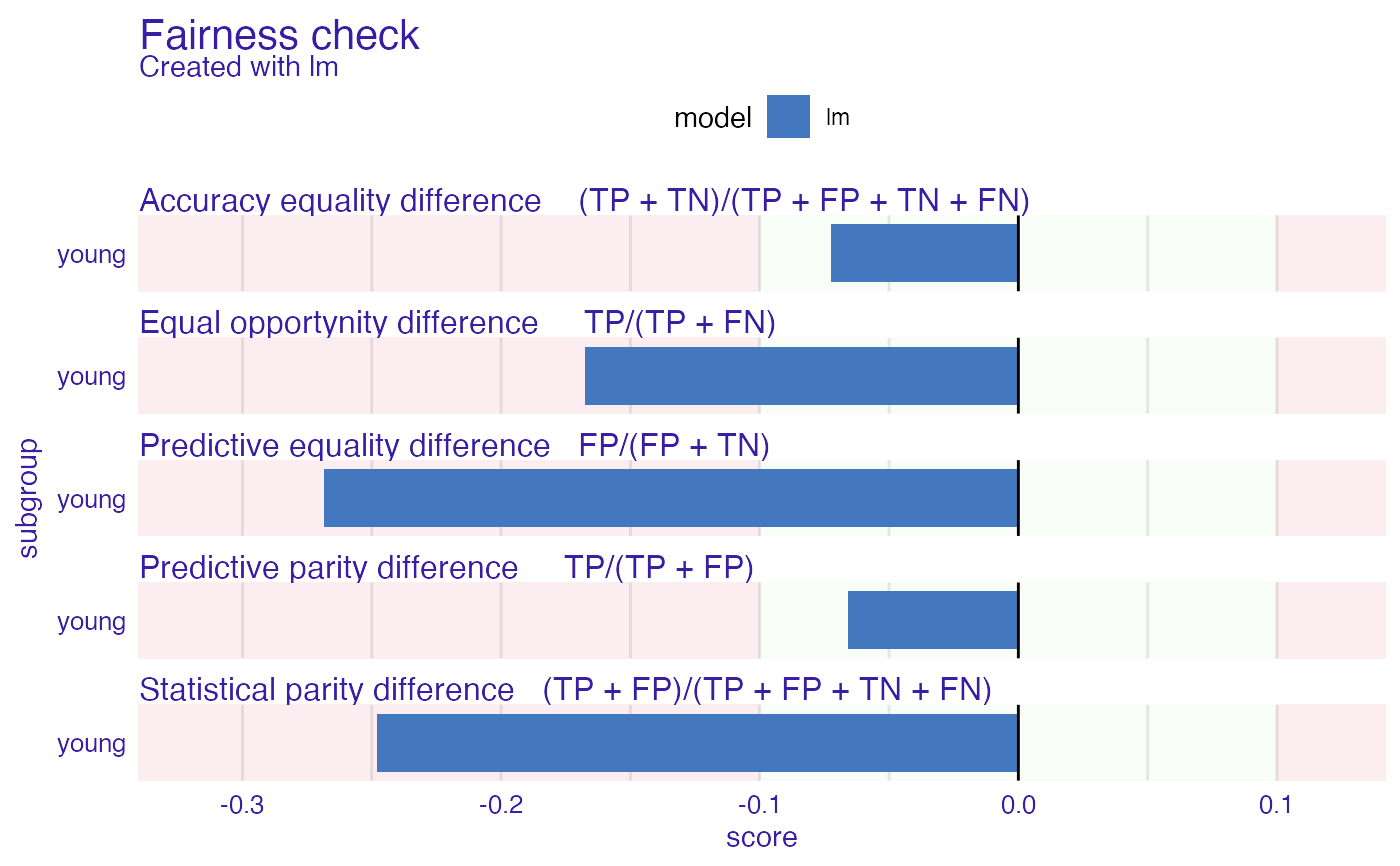 Fairness check
Created with lm
model lm
Accuracy equality difference (TP + TN)/(TP + FP + TN + FN)
young
Equal opportynity difference TP/(TP + FN)
young
Predictive equality difference FP/(FP + TN)
young
Predictive parity difference TP/(TP + FP)
young
Statistical parity difference (TP + FP)/(TP + FP + TN + FN)
young
subgroup
-0.3 -0.2 -0.1 0.0 0.1
score